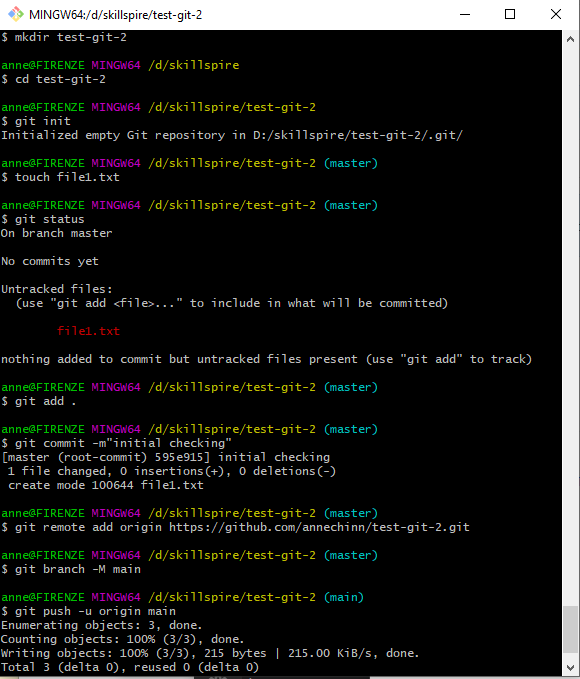 MINGW64:/d/skillspire/test-git-2
$ mkdir test-git-2
anne@FIRENZE MINGW64 /d/skillspire
$ cd test-git-2
anne@FIRENZE MINGW64 /d/skillspire/test-git-2
$ git init
Initialized empty Git repository in D:/skillspire/test-git-2/.git/
anne@FIRENZE MINGW64 /d/skillspire/test-git-2 (master)
$ touch file1.txt
anne@FIRENZE MINGW64 /d/skillspire/test-git-2 (master)
$ git status
On branch master
No commits yet
Untracked files:
(use "git add <file>..." to include in what will be committed)
file1.txt
nothing added to commit but untracked files present (use "git add" to track)
anne@FIRENZE MINGW64 /d/skillspire/test-git-2 (master)
$ git add .
anne@FIRENZE MINGW64 /d/skillspire/test-git-2 (master)
$ git commit -m"initial checking"
[master (root-commit) 595e915] initial checking
1 file changed, 0 insertions(+), 0 deletions(-)
create mode 100644 file1.txt
anne@FIRENZE MINGW64 /d/skillspire/test-git-2 (master)
$ git remote add origin https://github.com/annechinn/test-git-2.git
anne@FIRENZE MINGW64 /d/skillspire/test-git-2 (master)
$ git branch -M main
anne@FIRENZE MINGW64 /d/skillspire/test-git-2 (main)
$ git push -u origin main
Enumerating objects: 3, done.
Counting objects: 100% (3/3), done.
Writing objects: 100% (3/3), 215 bytes | 215.00 KiB/s, done.
Total 3 (delta 0), reused 0 (delta 0)